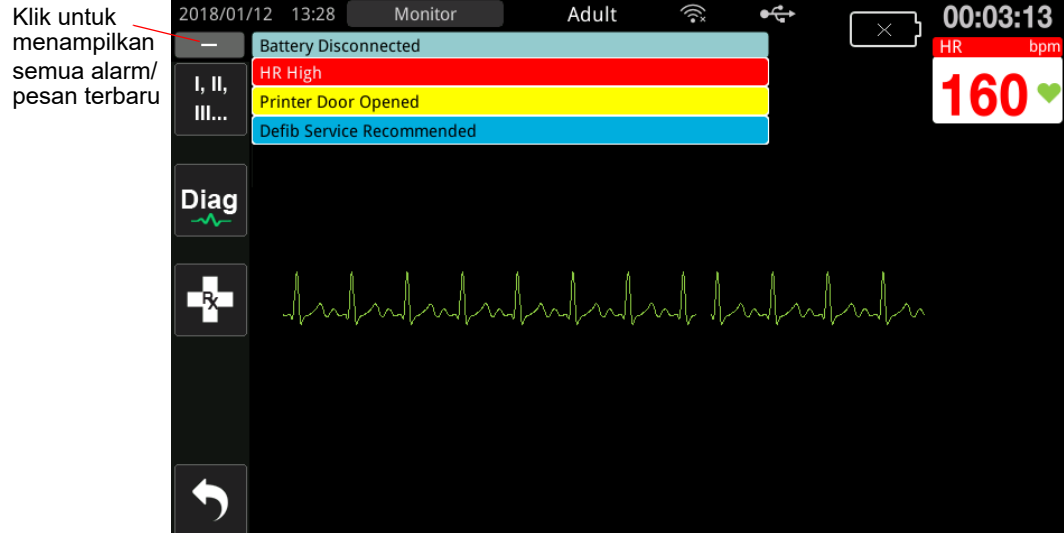 Klik untuk
menampilkan
semua alarm/
pesan terbaru
2018/01/12 13:28 Monitor Adult 00:03:13
Battery Disconnected
HR bpm
HR High
160
I, II,
III...
Printer Door Opened
Defib Service Recommended
Diag
Rx